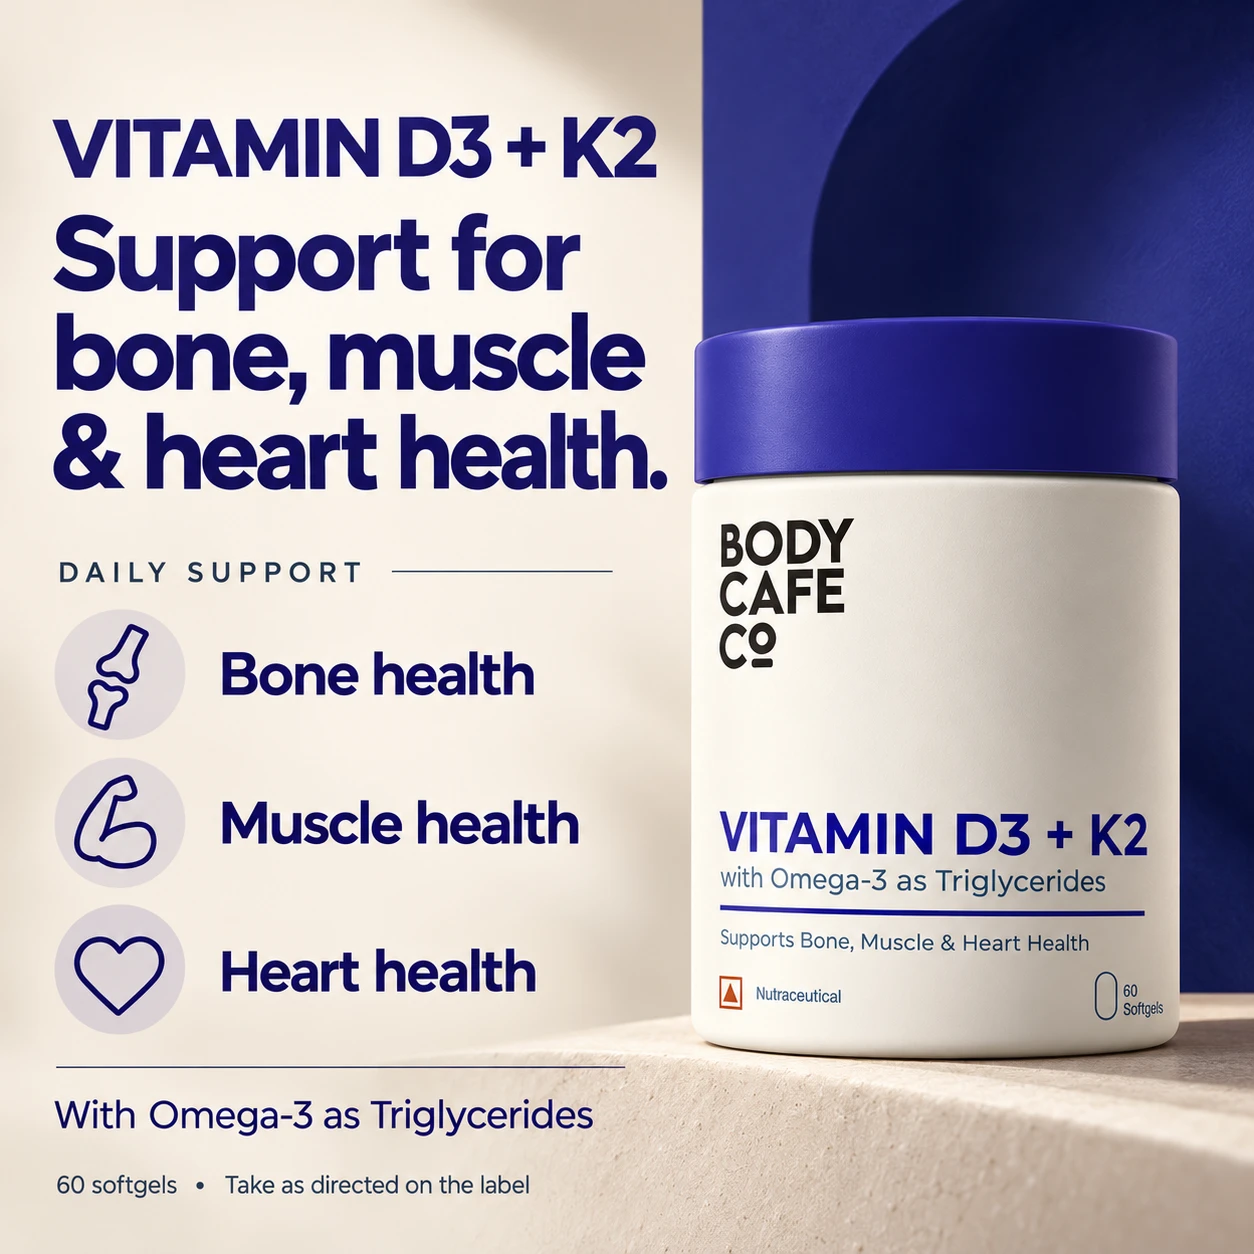 VITAMIN D3 + K2
Support for
bone, muscle
& heart health.
DAILY SUPPORT
Bone health
Muscle health
Heart health
With Omega-3 as Triglycerides
60 softgels • Take as directed on the label
BODY
CAFE
Co
VITAMIN D3 + K2
with Omega-3 as Triglycerides
Supports Bone, Muscle & Heart Health
Nutraceutical
60
Softgels